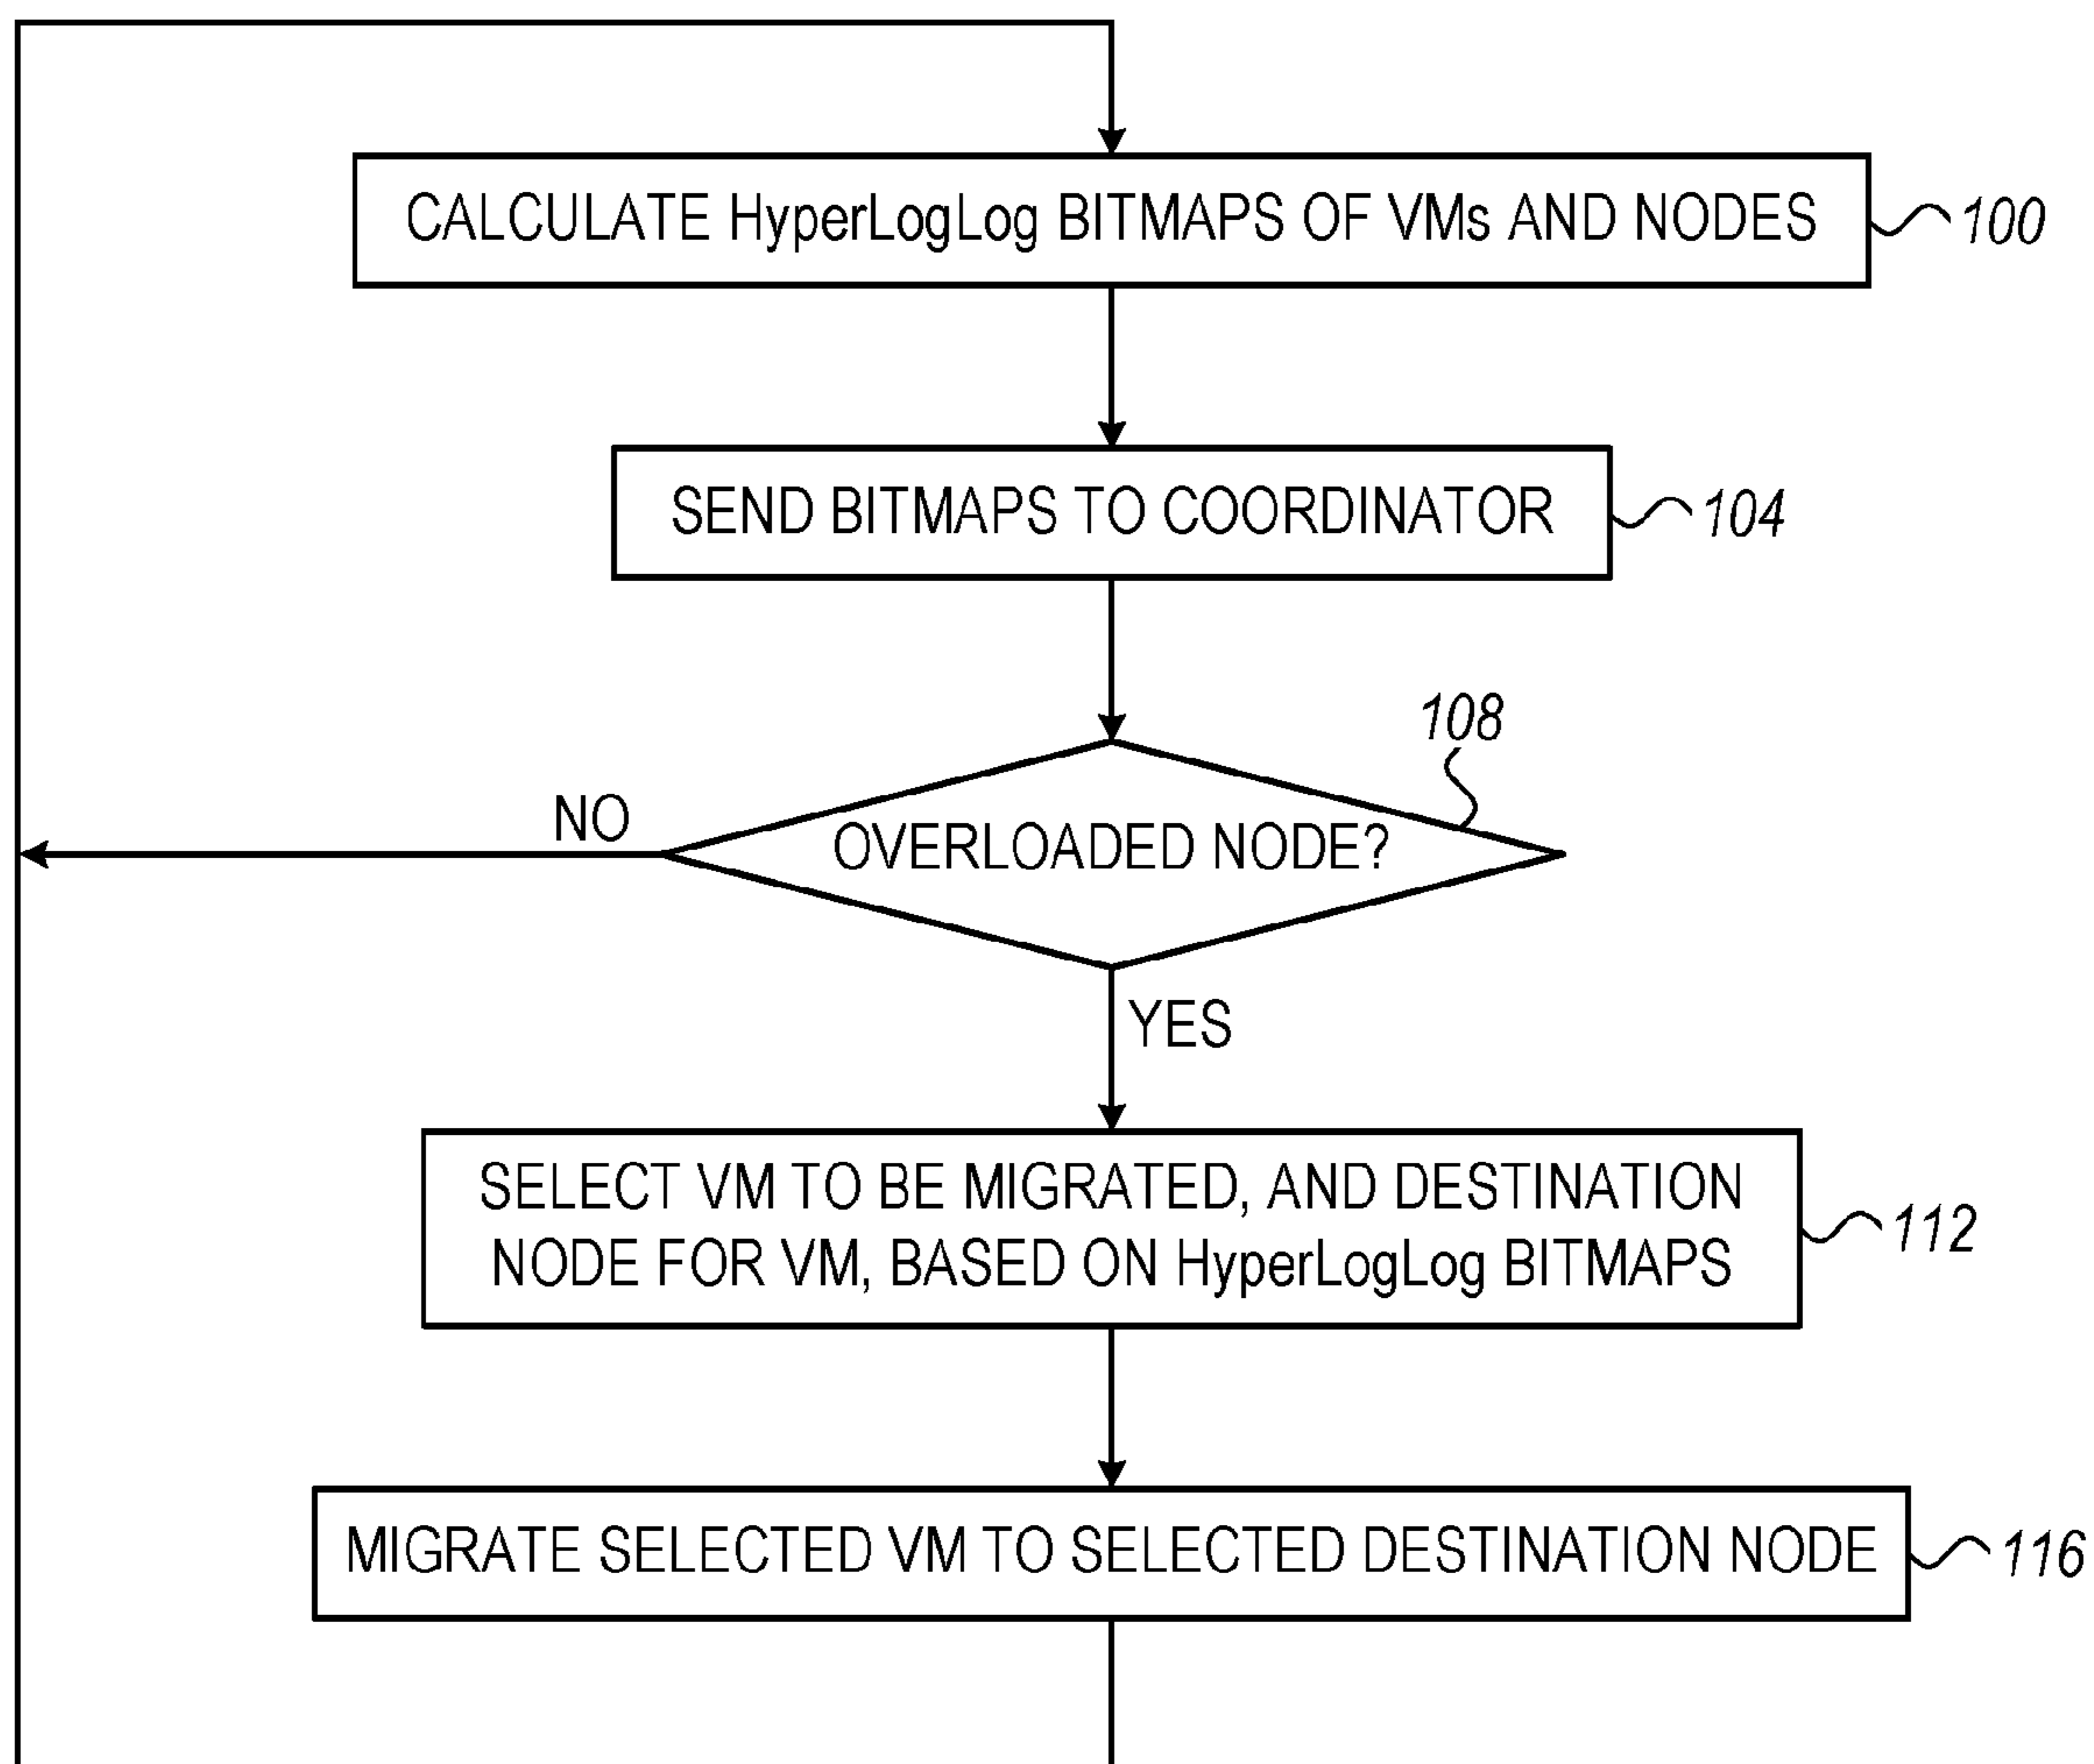 CALCULATE HyperLogLog BITMAPS OF VMs AND NODES
100
SEND BITMAPS TO COORDINATOR
104
108
NO
OVERLOADED NODE?
YES
SELECT VM TO BE MIGRATED, AND DESTINATION
NODE FOR VM, BASED ON HyperLogLog BITMAPS
112
MIGRATE SELECTED VM TO SELECTED DESTINATION NODE
116